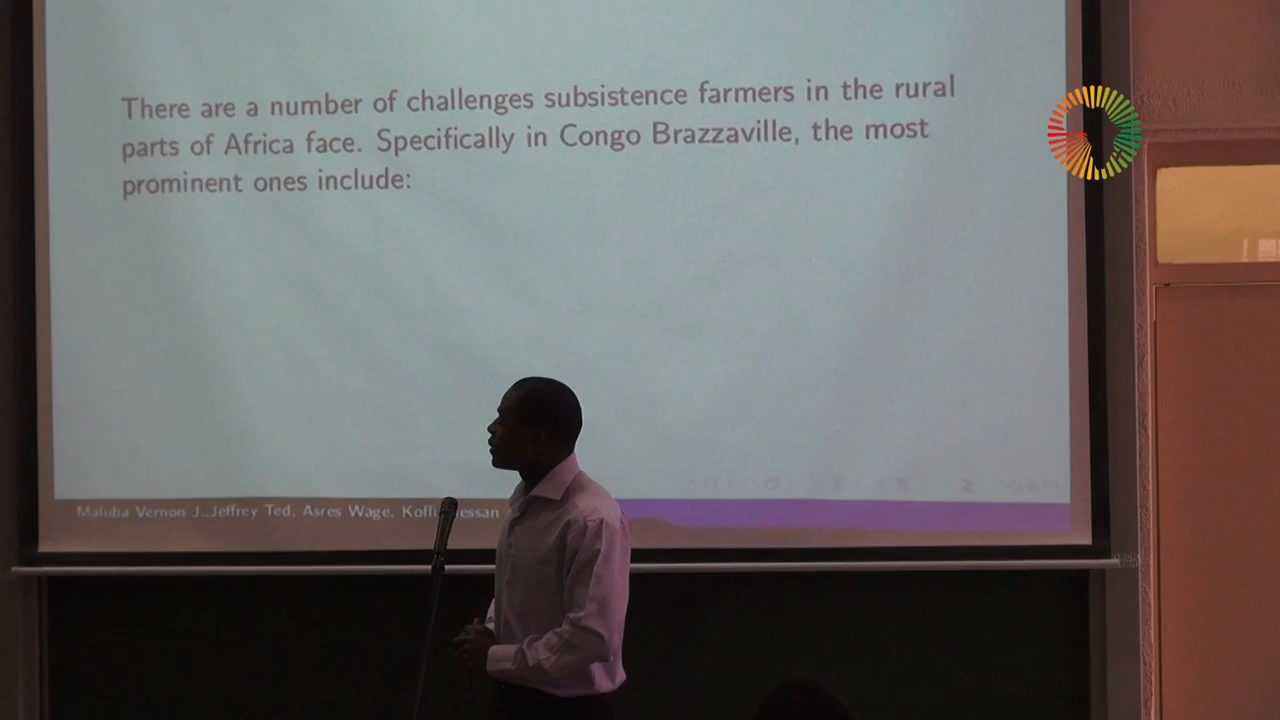 There are a number of challenges subsistence farmers in the rural
parts of Africa face. Specifically in Congo Brazzaville, the most
prominent ones include:
Maluba Vernon J.,Jeffrey Ted, Asres Wage, Koffi